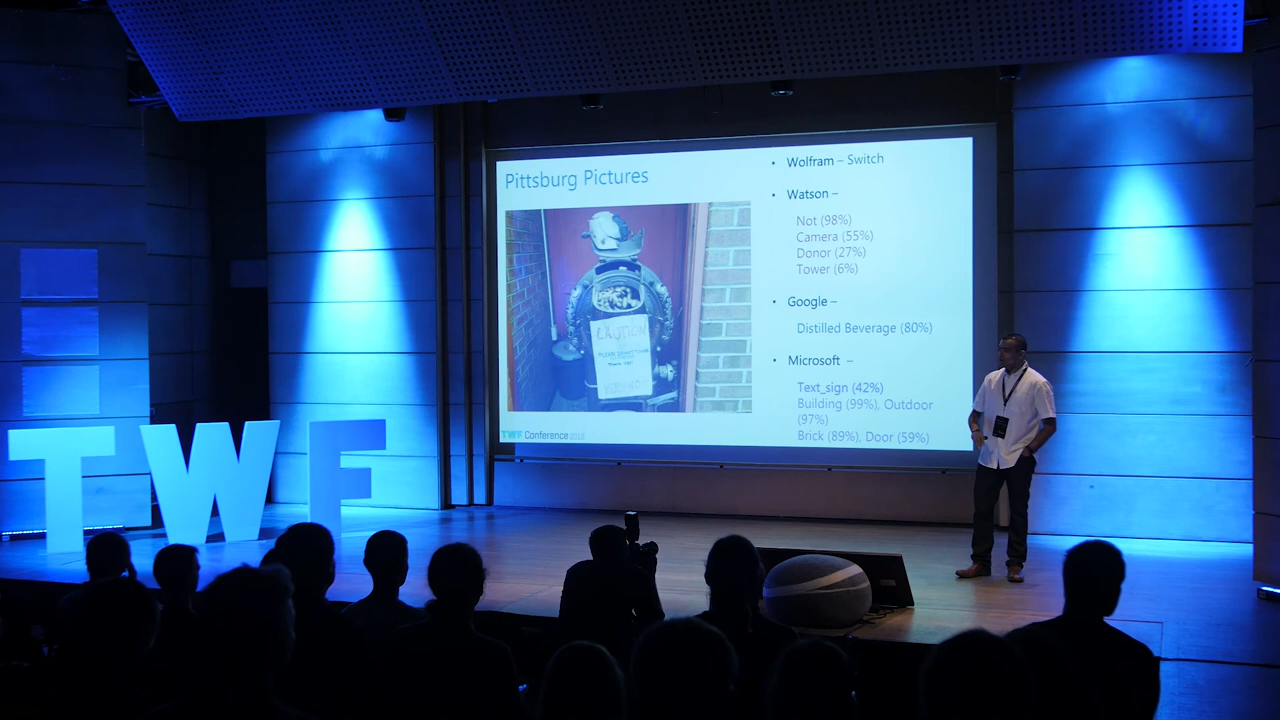 TWF
Pittsburg Pictures
CAUTION
TWF Conference 2018
• Wolfram – Switch
• Watson –
Not (98%)
Camera (55%)
Donor (27%)
Tower (6%)
• Google –
Distilled Beverage (80%)
• Microsoft –
Text_sign (42%)
Building (99%), Outdoor
(97%)
Brick (89%), Door (59%)